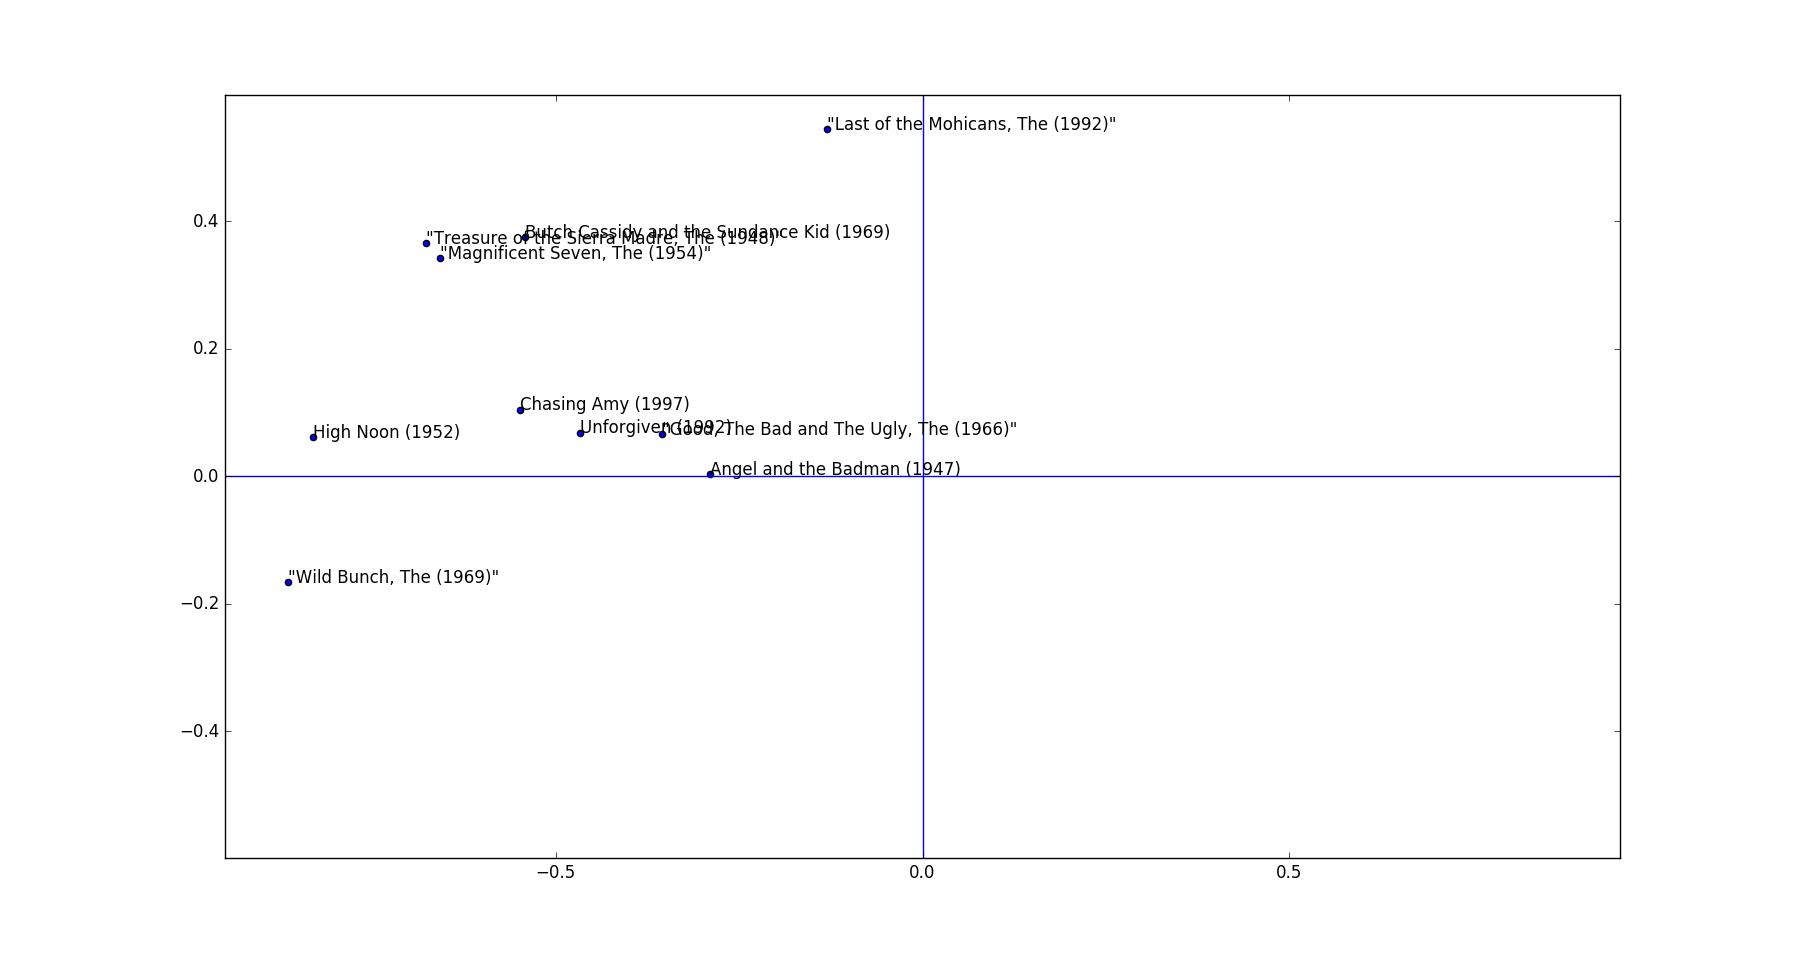 "Last of the Mohicans, The (1992)"
0.4
Butch Cassidy and the Sundance Kid (1969)
"Treasure of the Sierra Madre, The (1948)"
"Magnificent Seven, The (1954)"
0.2
Chasing Amy (1997)
Unforgiven (1992)
"Good, The Bad and The Ugly, The (1966)"
High Noon (1952)
Angel and the Badman (1947)
0.0
"Wild Bunch, The (1969)"
−0.2
−0.4
−0.5 0.0 0.5